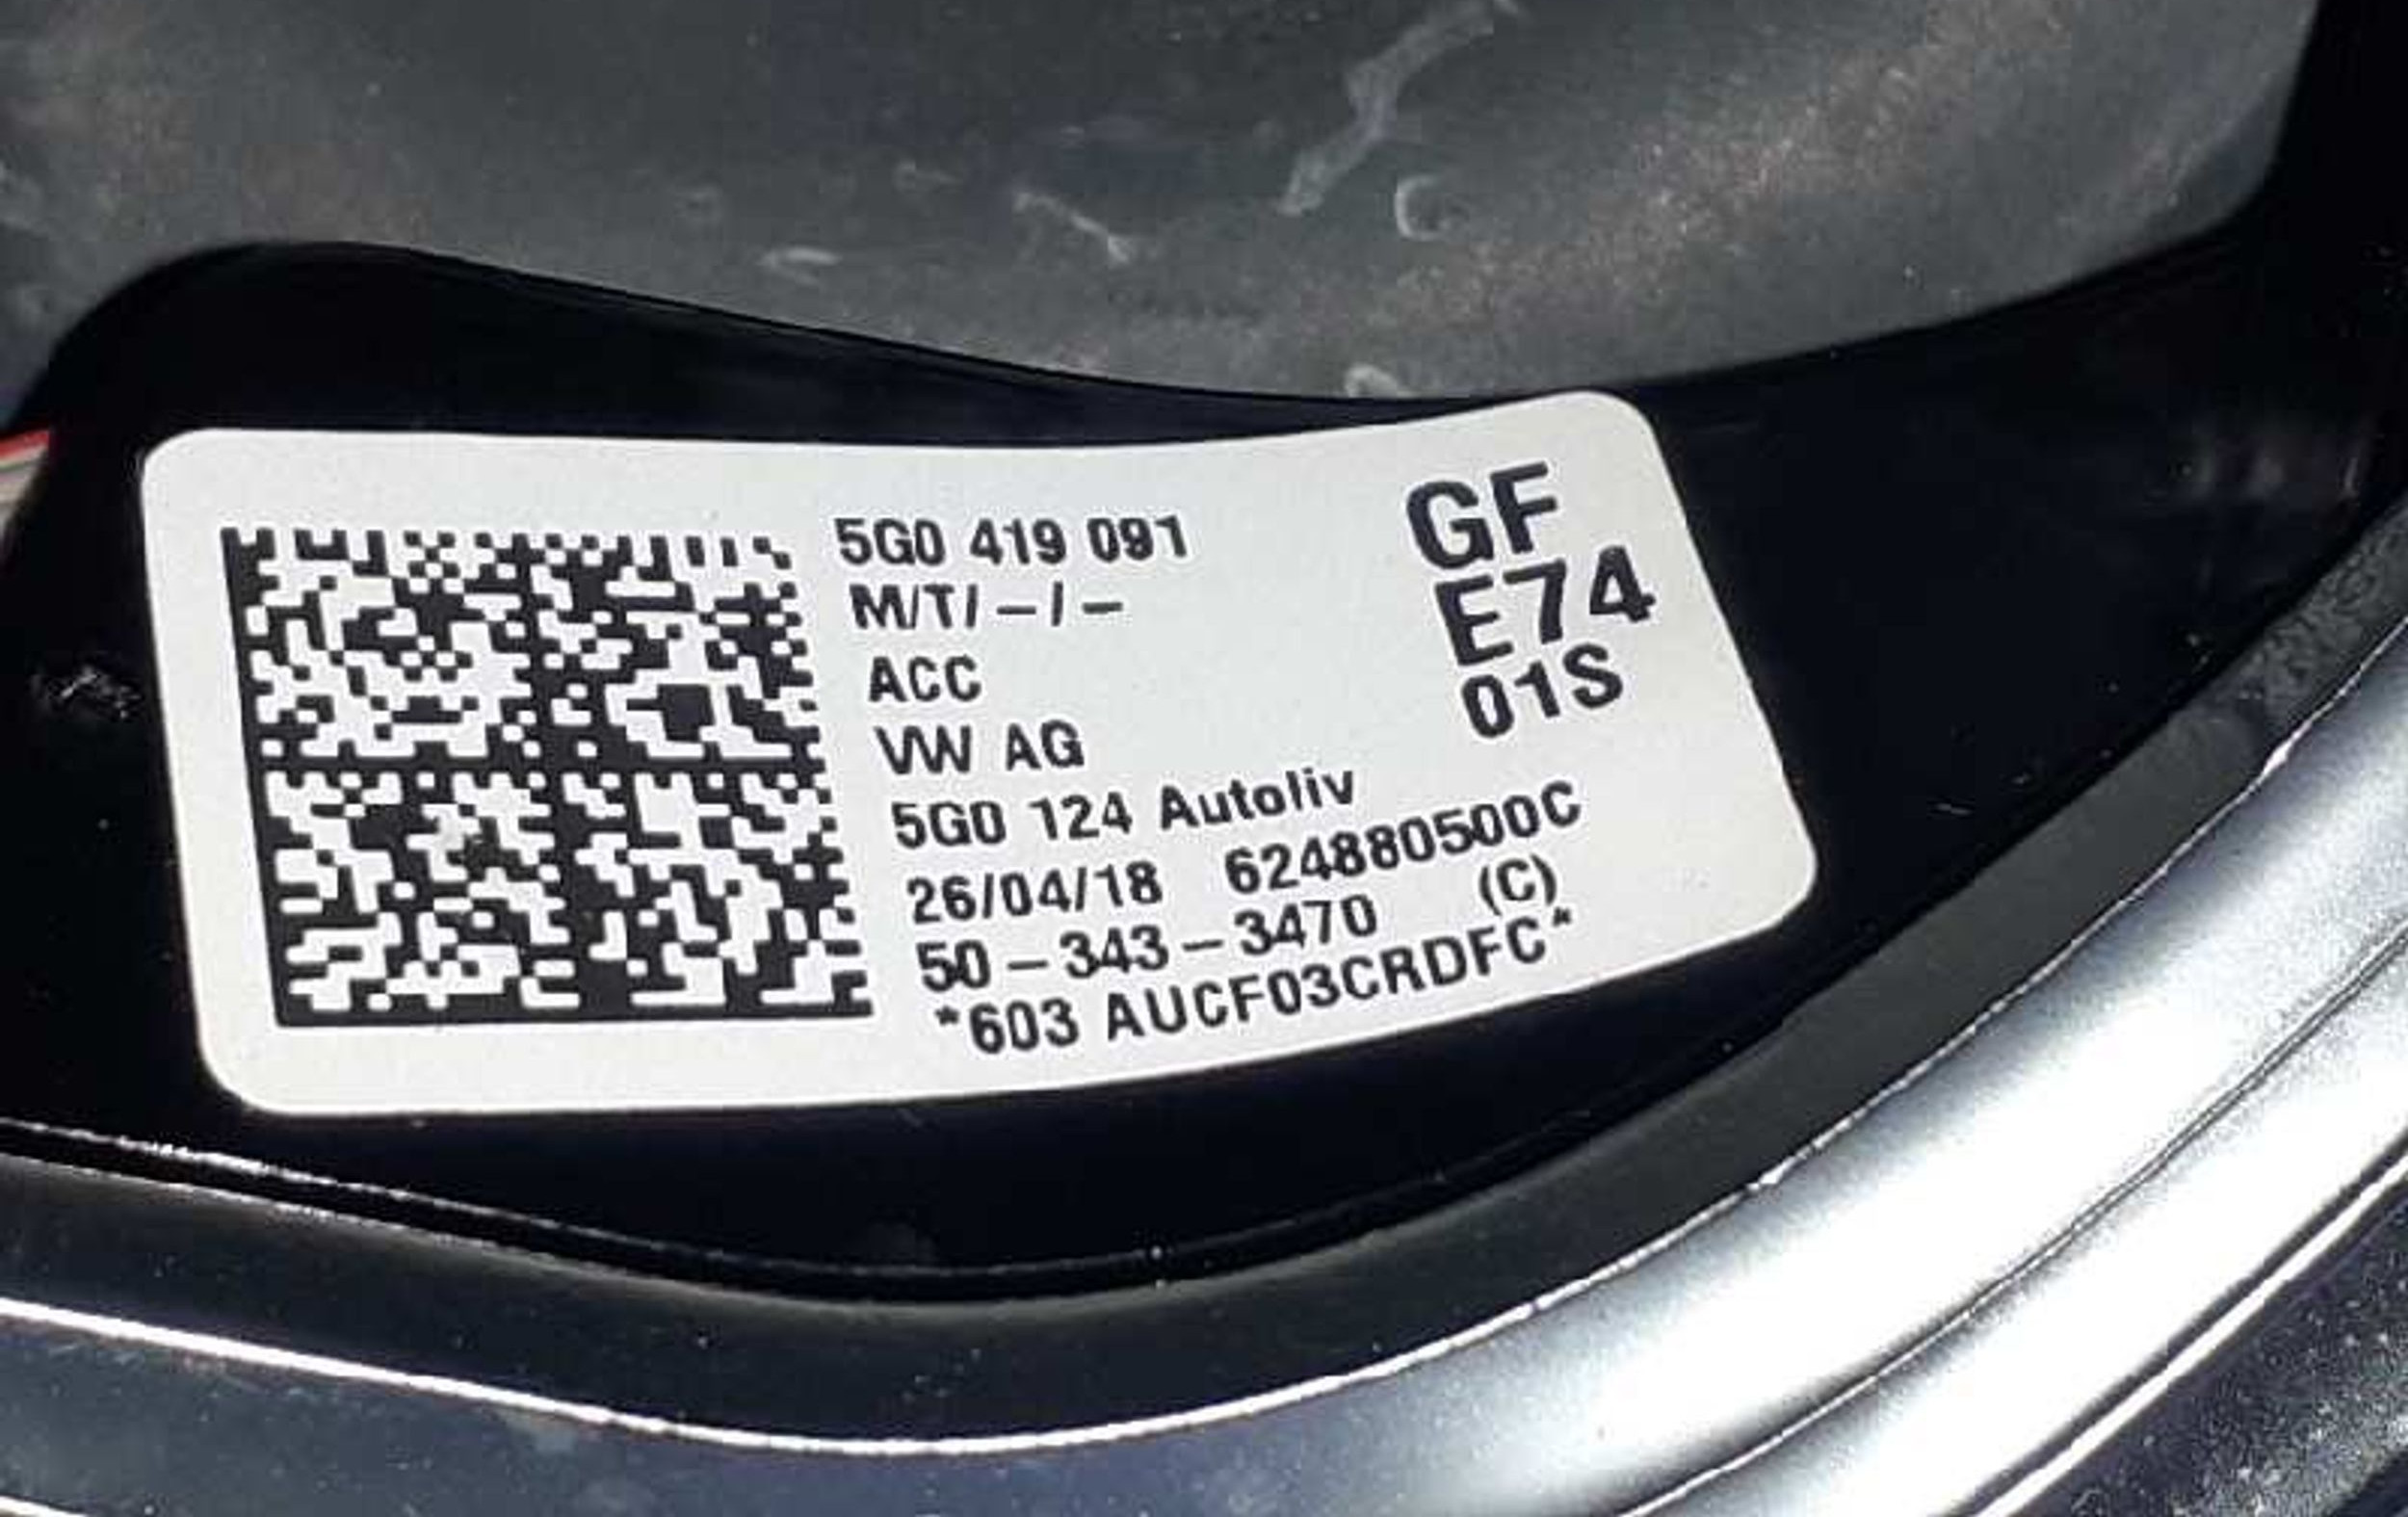 5G0 419 091
M/T/–/–
ACC
VW AG
5G0 124 Autoliv
26/04/18 624880500C
50–343–3470 (C)
*603 AUCF03CRDFC*
GF
E74
01S